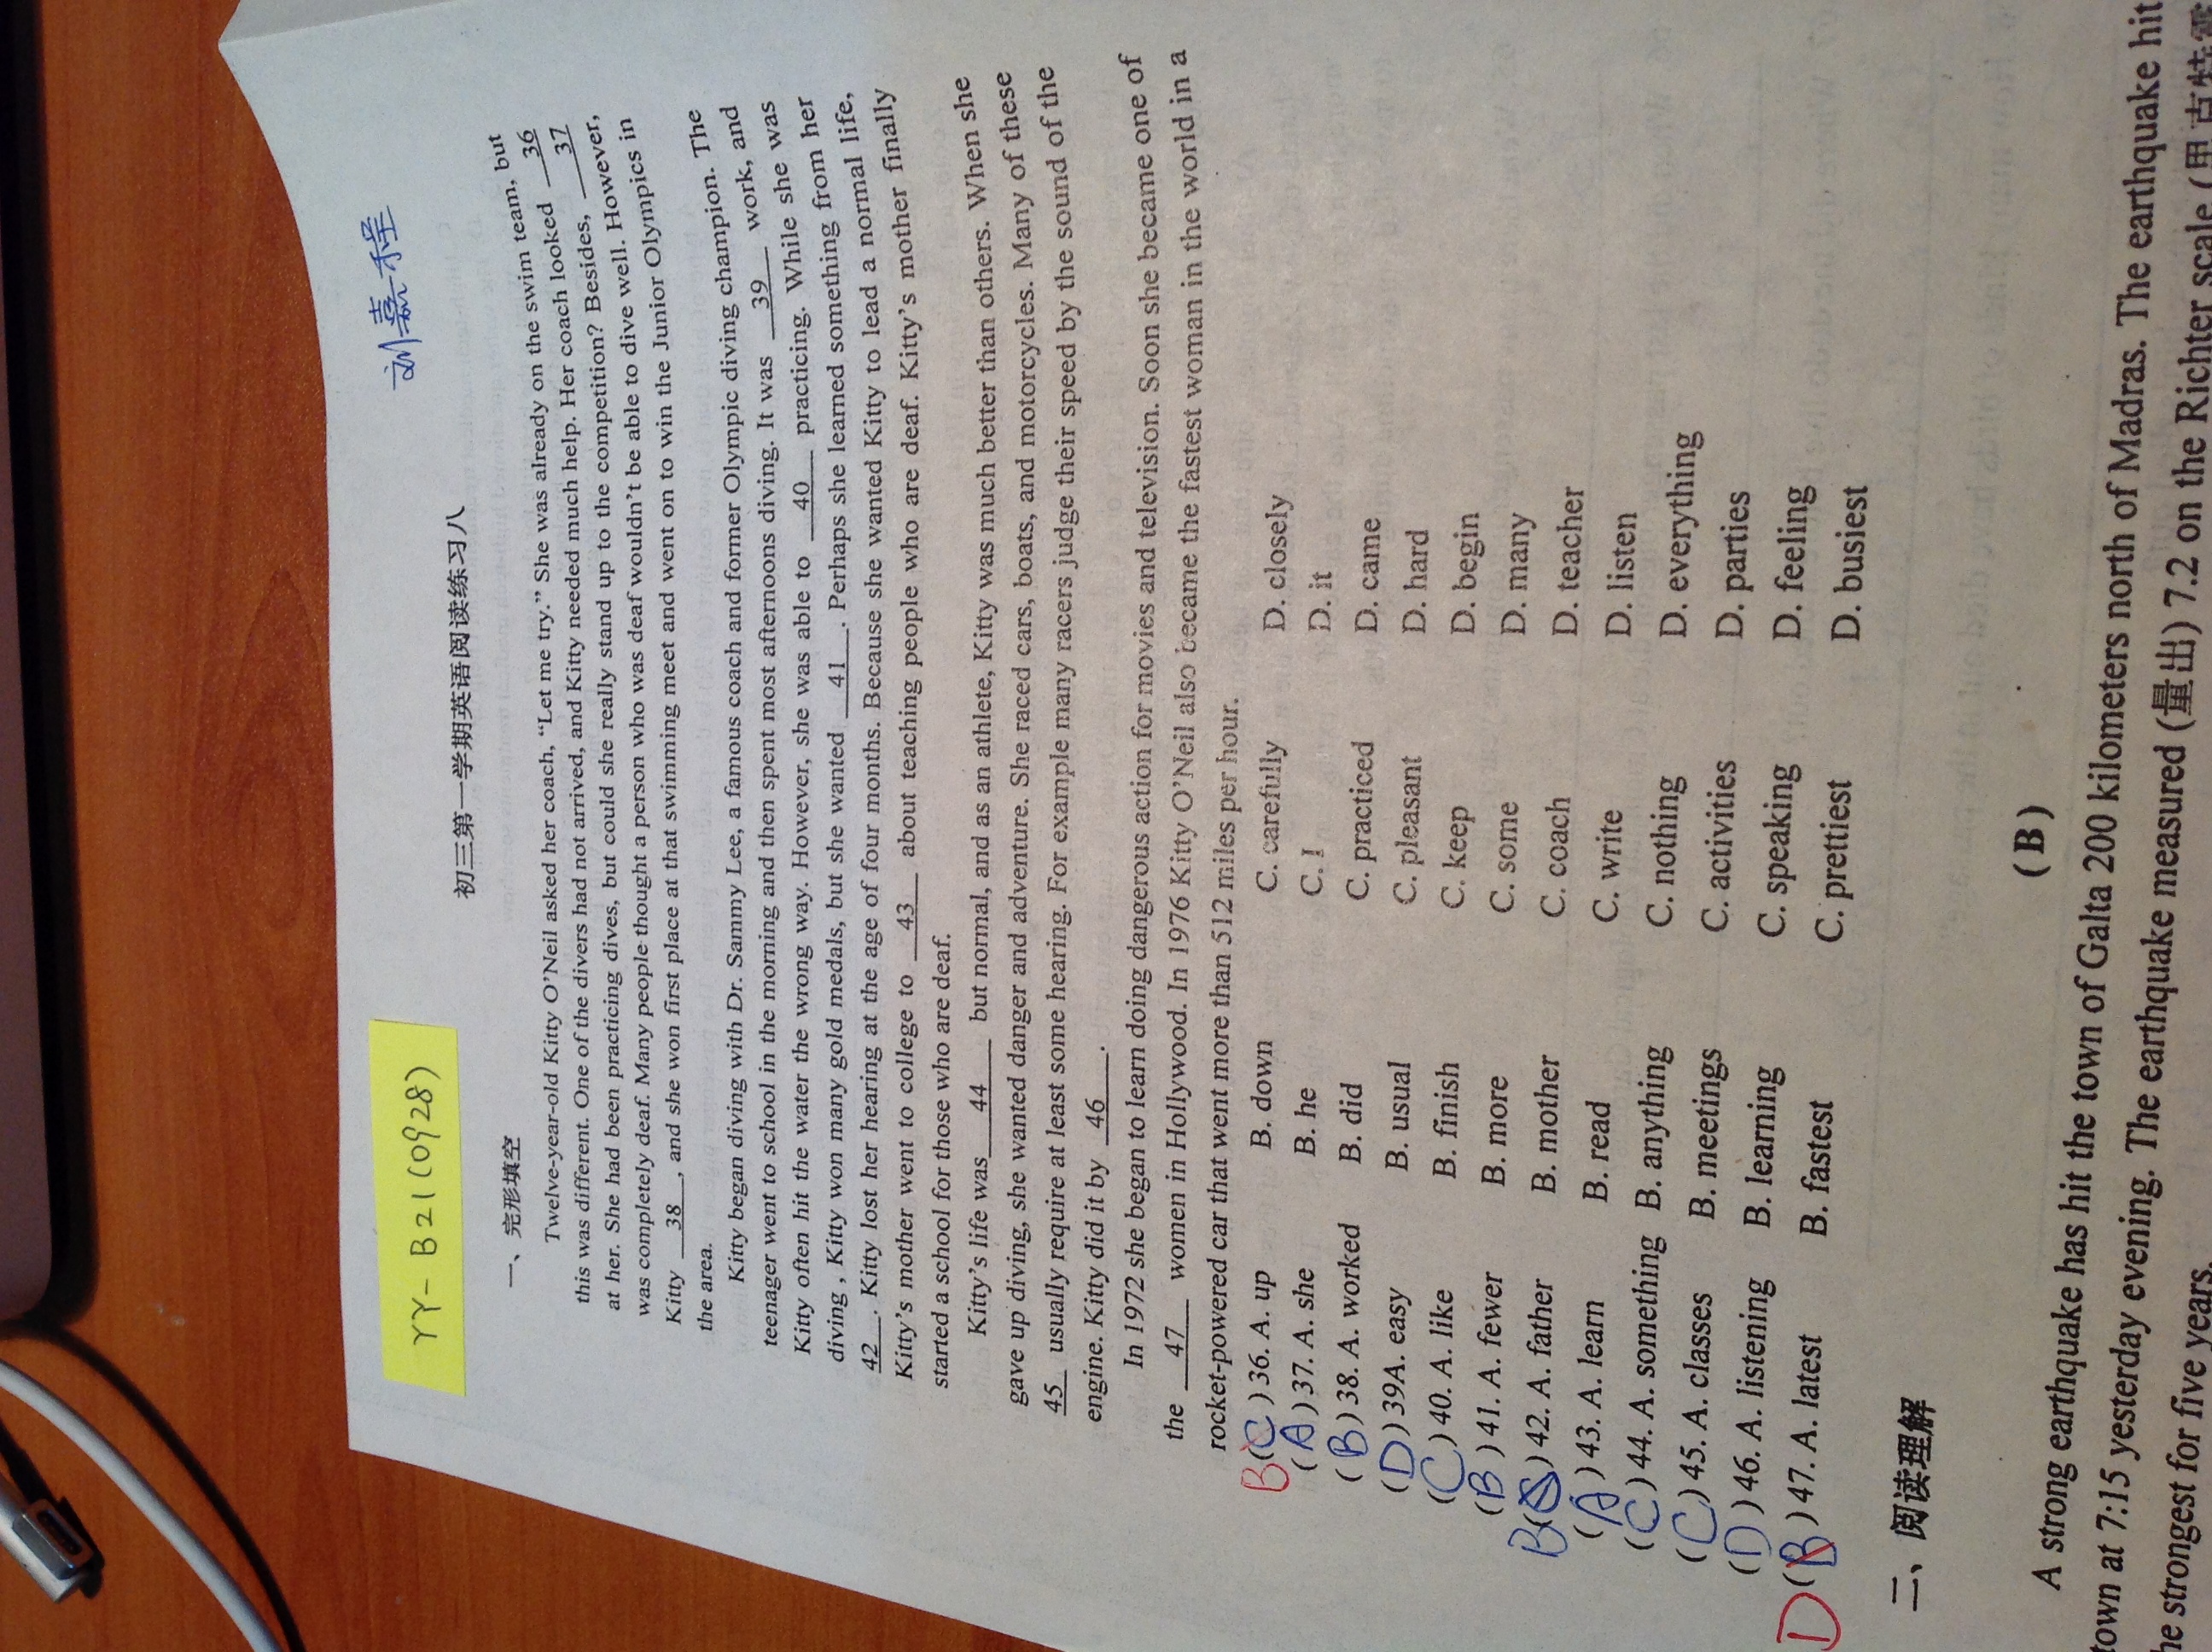 YY-B21(0928)
刘嘉程
初三第一学期英语阅读练习八
一、完形填空
Twelve-year-old Kitty O’Neil asked her coach, “Let me try.” She was already on the swim team, but
this was different. One of the divers had not arrived, and Kitty needed much help. Her coach looked 36
at her. She had been practicing dives, but could she really stand up to the competition? Besides, 37
was completely deaf. Many people thought a person who was deaf wouldn’t be able to dive well. However,
Kitty 38 , and she won first place at that swimming meet and went on to win the Junior Olympics in
the area.
Kitty began diving with Dr. Sammy Lee, a famous coach and former Olympic diving champion. The
teenager went to school in the morning and then spent most afternoons diving. It was 39 work, and
Kitty often hit the water the wrong way. However, she was able to 40 practicing. While she was
diving , Kitty won many gold medals, but she wanted 41 . Perhaps she learned something from her
42 . Kitty lost her hearing at the age of four months. Because she wanted Kitty to lead a normal life,
Kitty’s mother went to college to 43 about teaching people who are deaf. Kitty’s mother finally
started a school for those who are deaf.
Kitty’s life was 44 but normal, and as an athlete, Kitty was much better than others. When she
gave up diving, she wanted danger and adventure. She raced cars, boats, and motorcycles. Many of these
45 usually require at least some hearing. For example many racers judge their speed by the sound of the
engine. Kitty did it by 46 .
In 1972 she began to learn doing dangerous action for movies and television. Soon she became one of
the 47 women in Hollywood. In 1976 Kitty O’Neil also became the fastest woman in the world in a
rocket-powered car that went more than 512 miles per hour.
B(C) 36. A. up B. down C. carefully D. closely
(A) 37. A. she B. he C. I D. it
(B) 38. A. worked B. did C. practiced D. came
(D) 39A. easy B. usual C. pleasant D. hard
(C) 40. A. like B. finish C. keep D. begin
(B) 41. A. fewer B. more C. some D. many
B( ) 42. A. father B. mother C. coach D. teacher
(A) 43. A. learn B. read C. write D. listen
(C) 44. A. something B. anything C. nothing D. everything
(C) 45. A. classes B. meetings C. activities D. parties
(D) 46. A. listening B. learning C. speaking D. feeling
D(B) 47. A. latest B. fastest C. prettiest D. busiest
二、阅读理解
(B)
A strong earthquake has hit the town of Galta 200 kilometers north of Madras. The earthquake hit
town at 7:15 yesterday evening. The earthquake measured (量出) 7.2 on the Richter scale (里克特震
he strongest for five years.